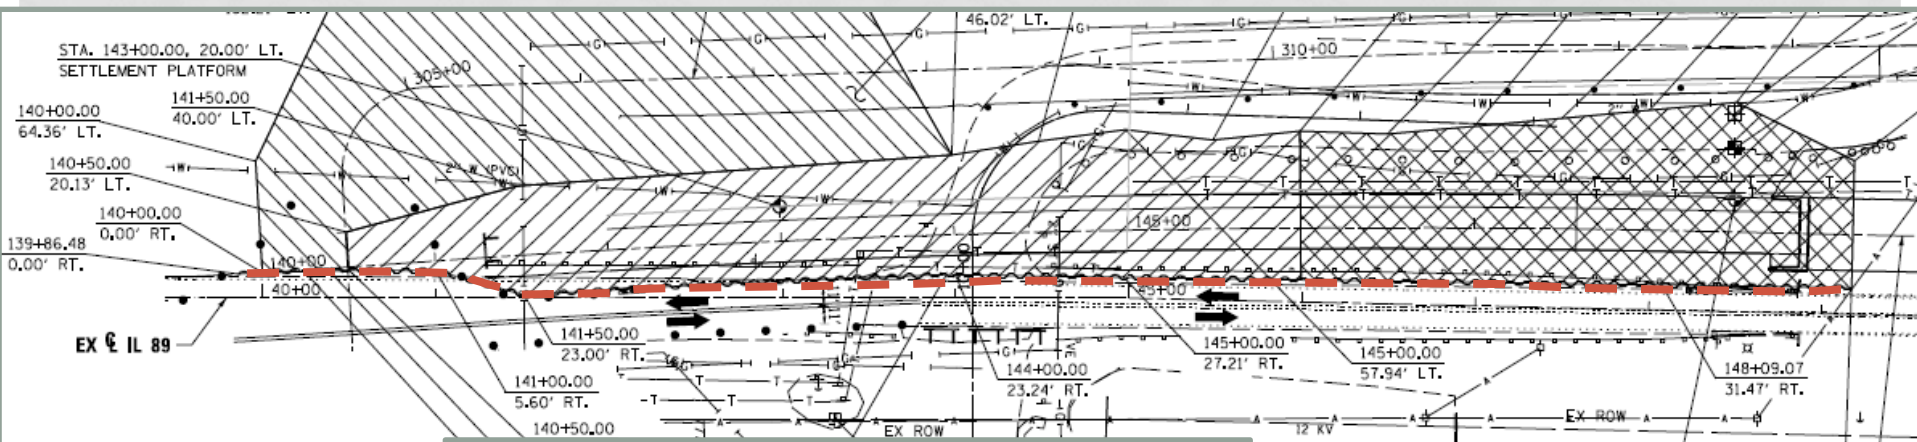 46.02' LT.
STA. 143+00.00, 20.00' LT.
SETTLEMENT PLATFORM
305+00
310+00
141+50.00
40.00' LT.
140+00.00
64.36' LT.
2" W (PVC)
140+50.00
20.13' LT.
140+00.00
0.00' RT.
145+00
139+86.48
0.00' RT.
140+00
EX ℄ IL 89
141+50.00
23.00' RT.
145+00.00
27.21' RT.
145+00.00
57.94' LT.
144+00.00
23.24' RT.
148+09.07
31.47' RT.
141+00.00
5.60' RT.
140+50.00
EX ROW
12 KV
EX ROW